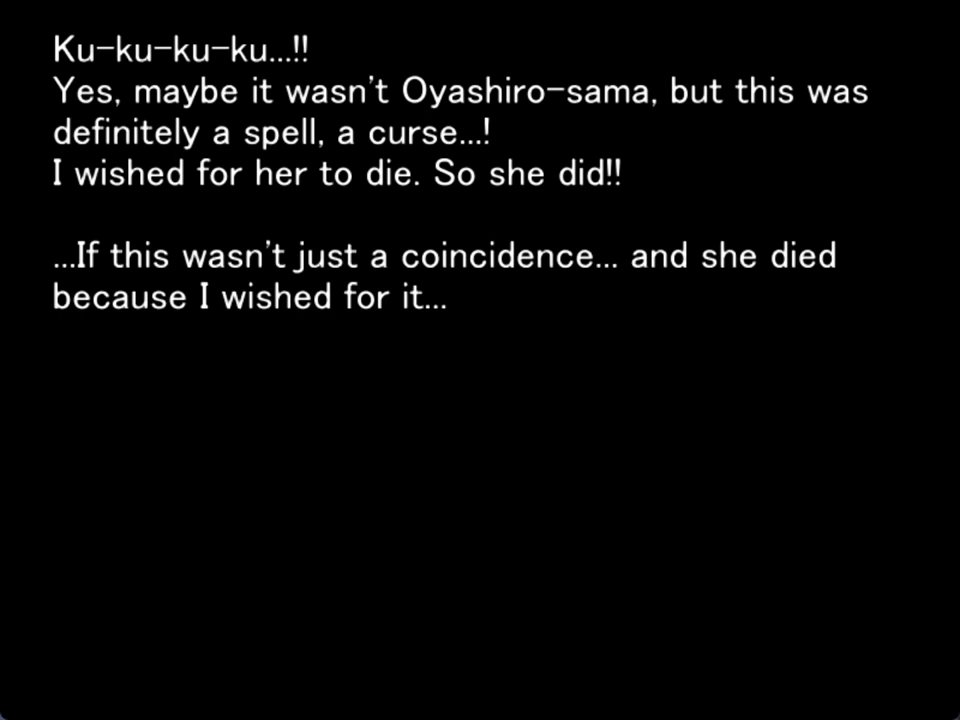 Ku-ku-ku-ku...!!
Yes, maybe it wasn't Oyashiro-sama, but this was
definitely a spell, a curse...!
I wished for her to die. So she did!!
...If this wasn't just a coincidence... and she died
because I wished for it...